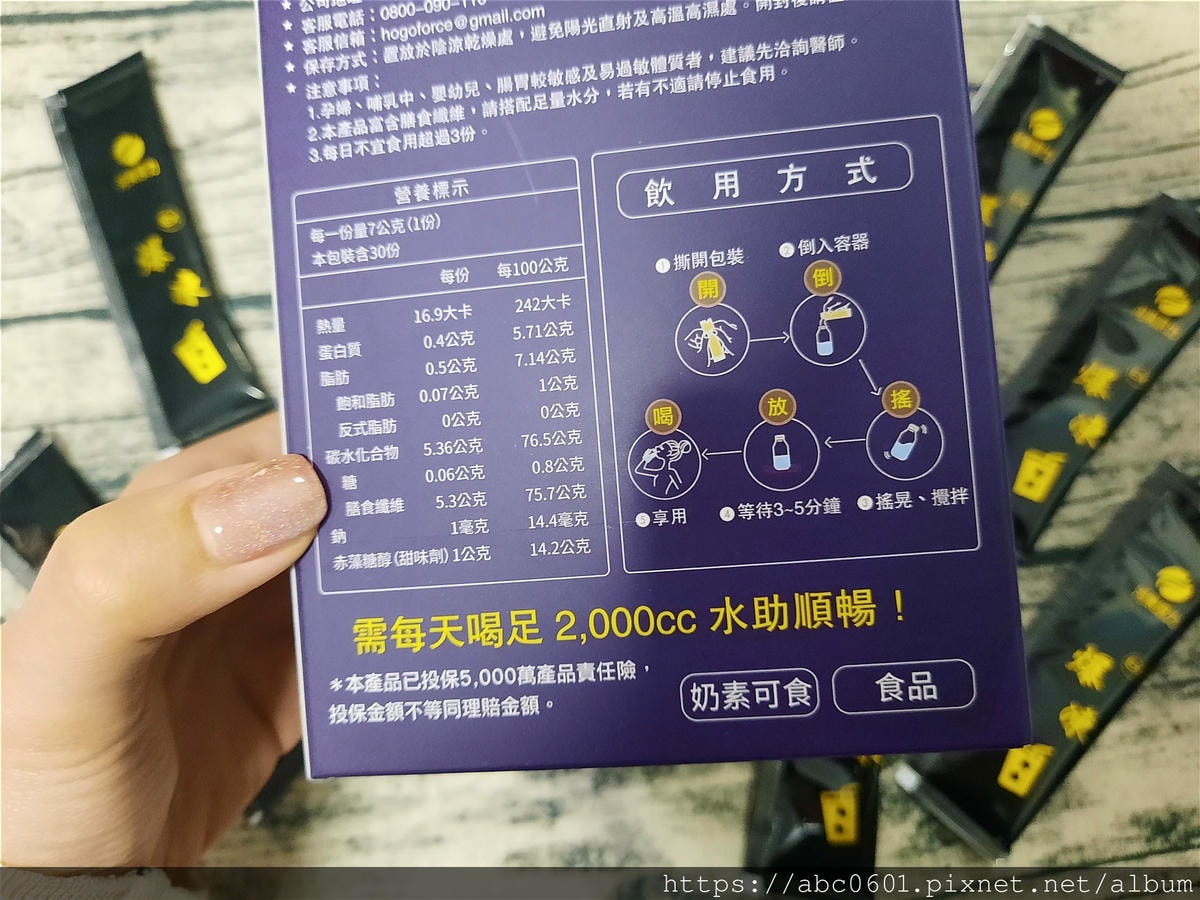 ★ 客服電話：0800-090-110
★ 客服信箱：hogoforce@gmail.com
★ 保存方式：置放於陰涼乾燥處，避免陽光直射及高溫高濕處。開封後請
★ 注意事項：
1.孕婦、哺乳中、嬰幼兒、腸胃較敏感及易過敏體質者，建議先洽詢醫師。
2.本產品富含膳食纖維，請搭配足量水分，若有不適請停止食用。
3.每日不宜食用超過3份。
營養標示
每一份量7公克(1份)
本包裝含30份
每份 每100公克
熱量 16.9大卡 242大卡
蛋白質 0.4公克 5.71公克
脂肪 0.5公克 7.14公克
飽和脂肪 0.07公克 1公克
反式脂肪 0公克 0公克
碳水化合物 5.36公克 76.5公克
糖 0.06公克 0.8公克
膳食纖維 5.3公克 75.7公克
鈉 1毫克 14.4毫克
赤藻糖醇(甜味劑) 1公克 14.2公克
飲用方式
①撕開包裝
開
②倒入容器
倒
搖
③搖晃、攪拌
放
④等待3~5分鐘
喝
⑤享用
需每天喝足 2,000cc 水助順暢！
＊本產品已投保5,000萬產品責任險，
投保金額不等同理賠金額。
奶素可食
食品
https://abc0601.pixnet.net/album